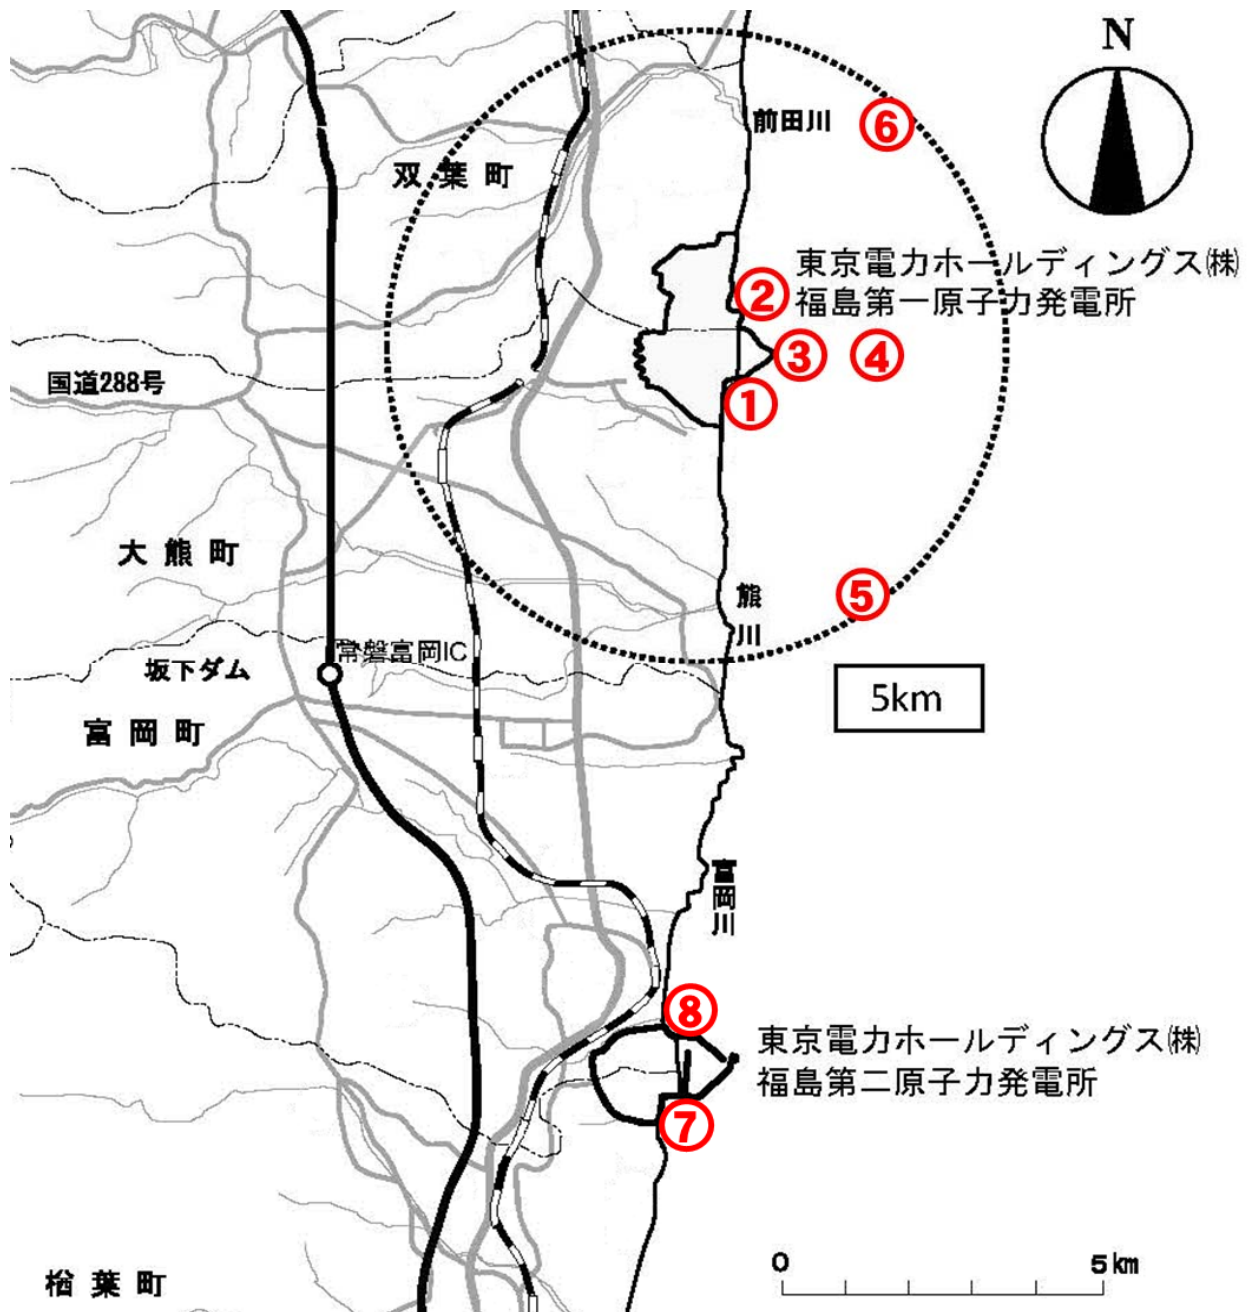 N
前田川
⑥
双葉町
②
東京電力ホールディングス㈱
福島第一原子力発電所
③
④
国道288号
①
大熊町
熊川
⑤
常磐富岡IC
坂下ダム
5km
富岡町
富岡川
⑧
東京電力ホールディングス㈱
福島第二原子力発電所
⑦
0
5km
楢葉町